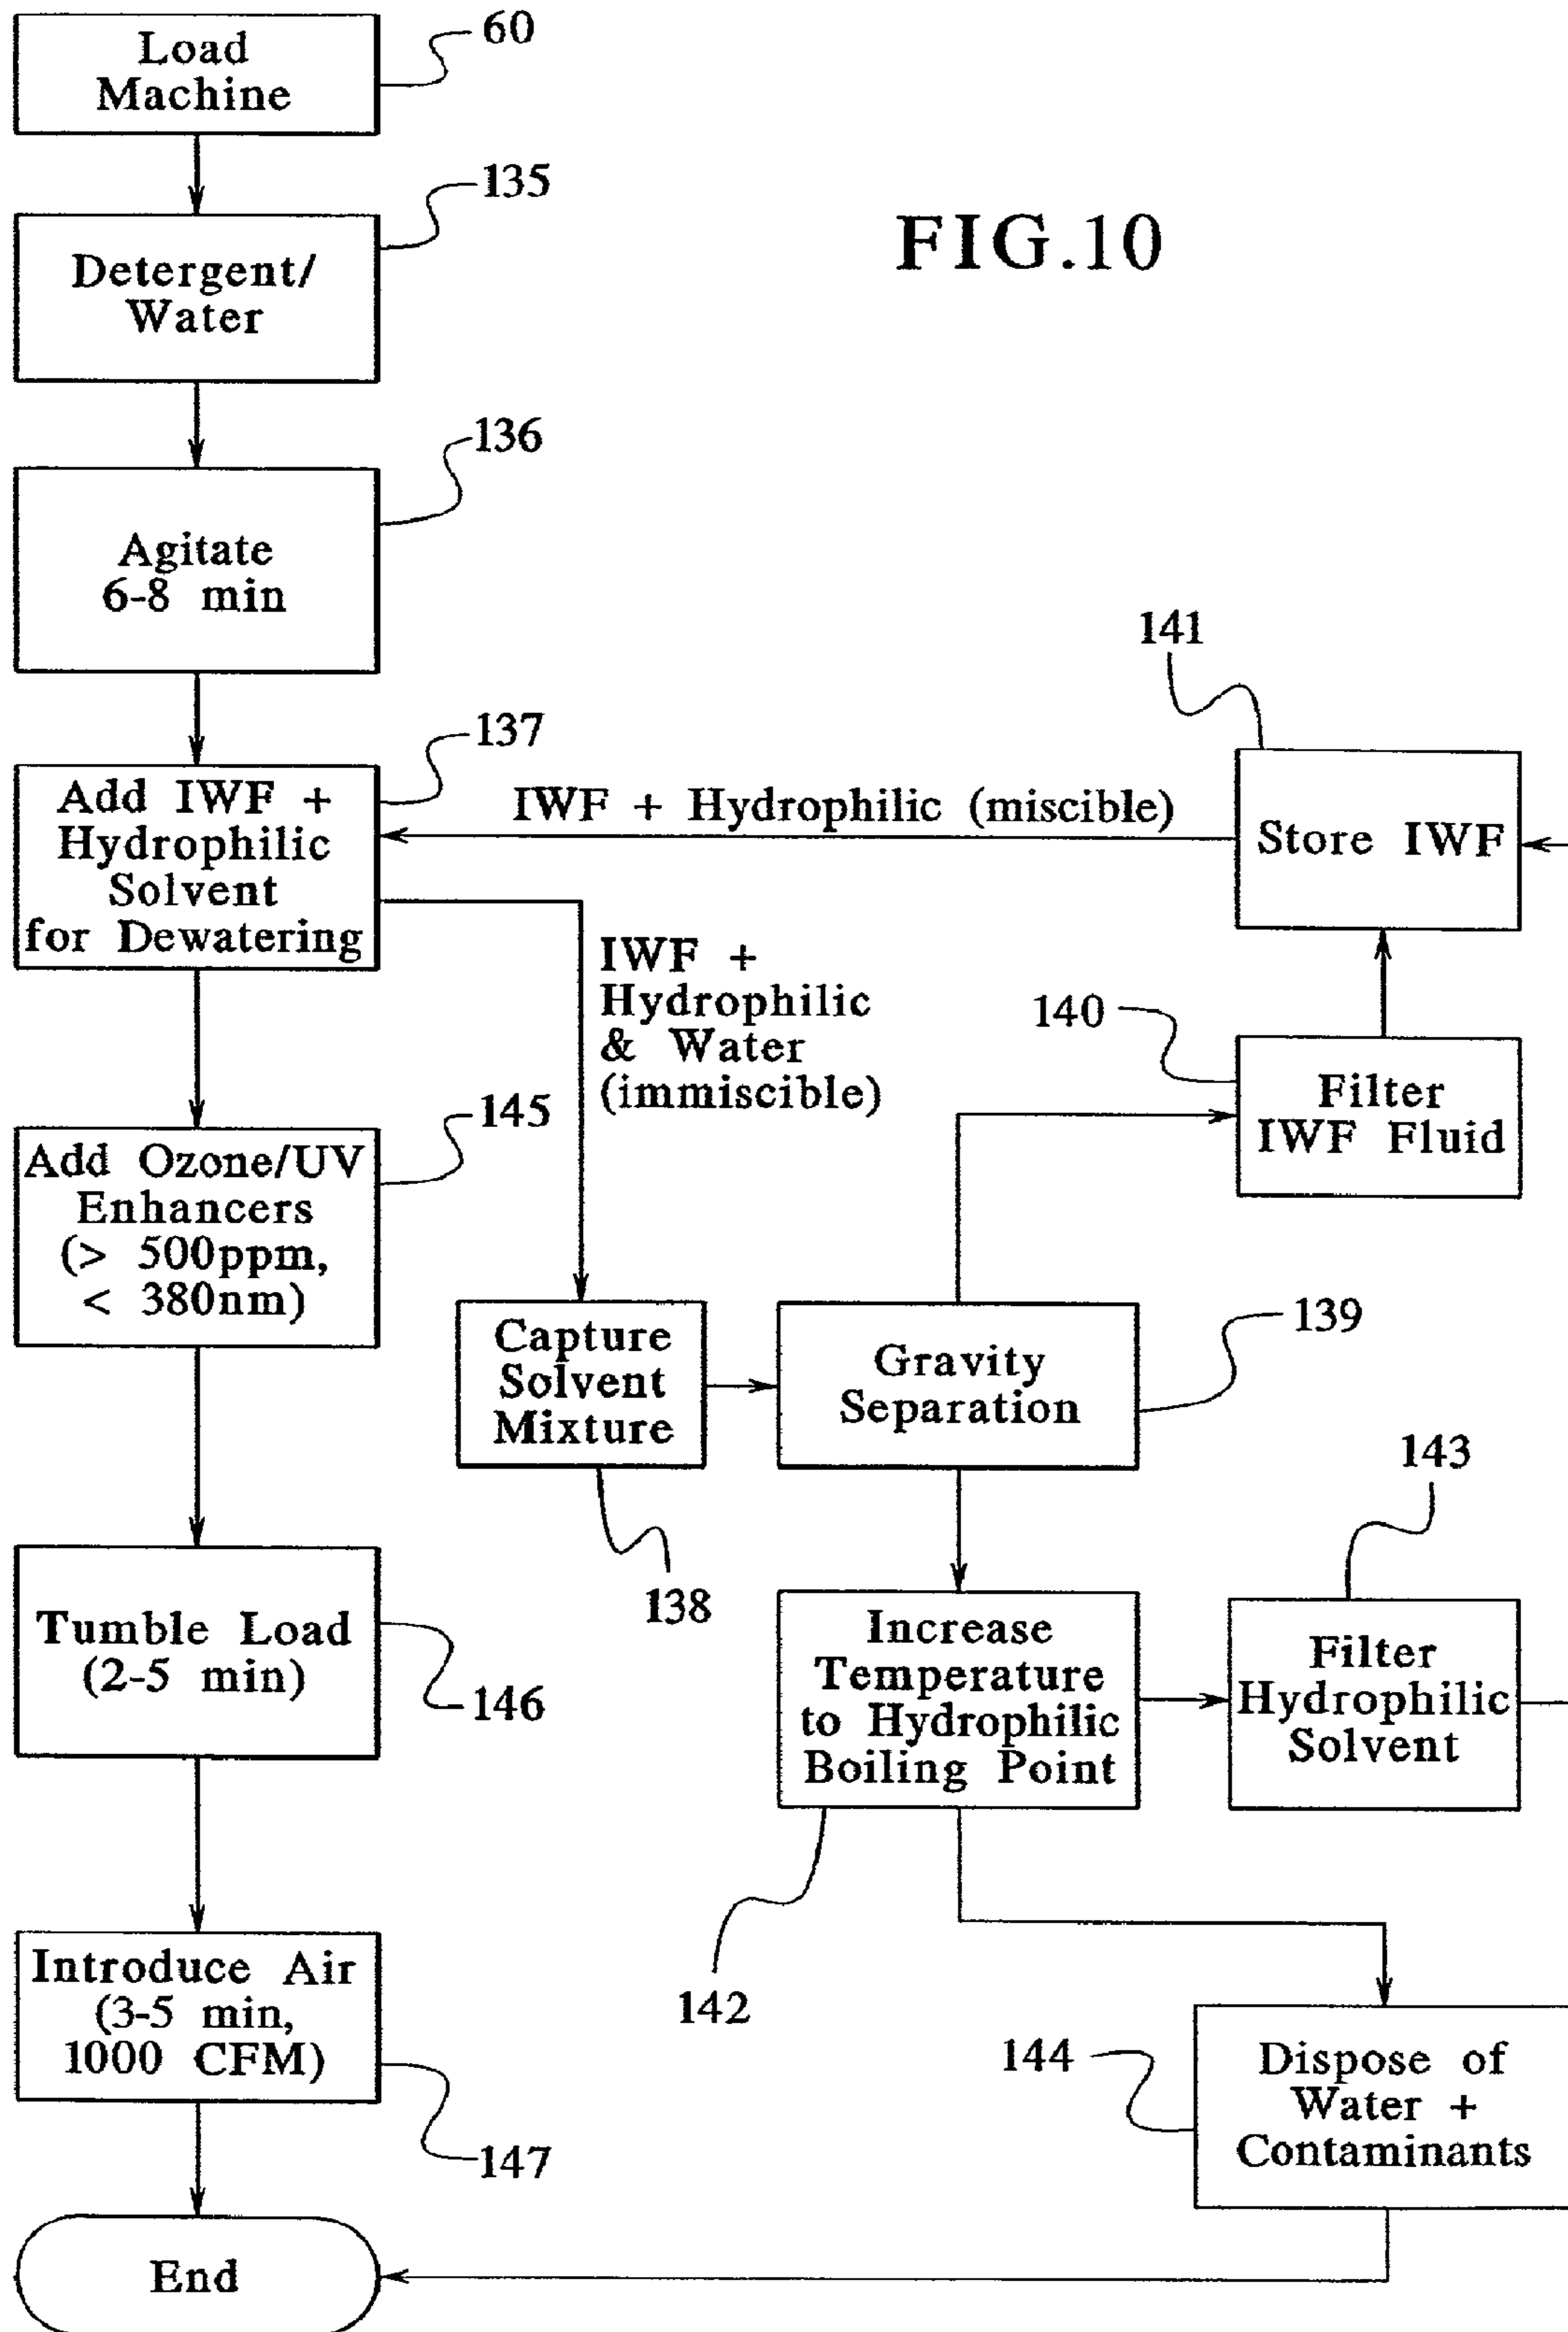 Load
Machine
60
Detergent/
Water
135
FIG.10
Agitate
6-8 min
136
Add IWF +
Hydrophilic
Solvent
for Dewatering
137
IWF + Hydrophilic (miscible)
141
Store IWF
IWF +
Hydrophilic
& Water
(immiscible)
140
Filter
IWF Fluid
Add Ozone/UV
Enhancers
(> 500ppm,
< 380nm)
145
Capture
Solvent
Mixture
138
Gravity
Separation
139
143
Tumble Load
(2-5 min)
146
Increase
Temperature
to Hydrophilic
Boiling Point
142
Filter
Hydrophilic
Solvent
Introduce Air
(3-5 min,
1000 CFM)
147
144
Dispose of
Water +
Contaminants
End